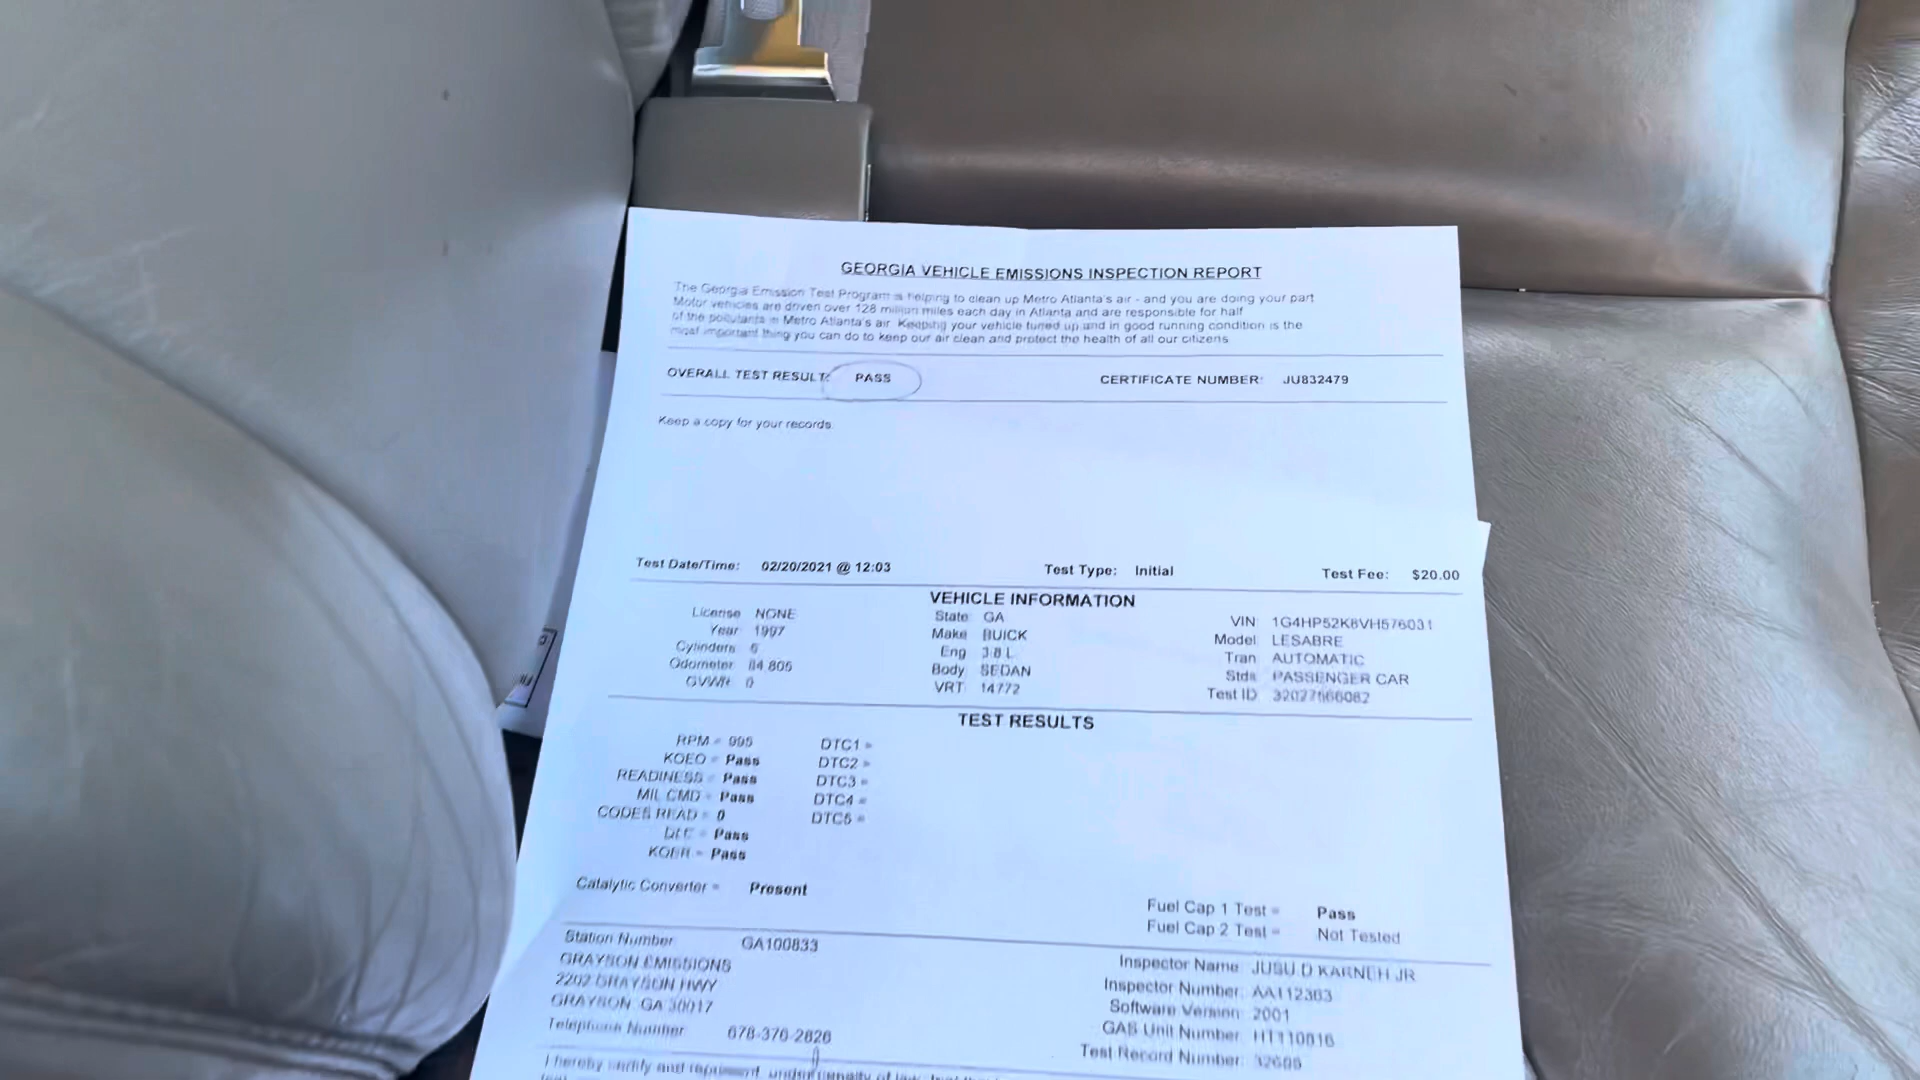 GEORGIA VEHICLE EMISSIONS INSPECTION REPORT
The Georgia Emission Test Program is helping to clean up Metro Atlanta's air - and you are doing your part
Motor vehicles are driven over 128 million miles each day in Atlanta and are responsible for half
of the pollutants in Metro Atlanta's air. Keeping your vehicle tuned up and in good running condition is the
most important thing you can do to keep our air clean and protect the health of all our citizens
OVERALL TEST RESULT: PASS CERTIFICATE NUMBER: JU832479
Keep a copy for your records.
Test Date/Time: 02/20/2021 @ 12:03 Test Type: Initial Test Fee: $20.00
VEHICLE INFORMATION
License NONE State GA VIN 1G4HP52K8VH576031
Year 1997 Make BUICK Model LESABRE
Cylinders 6 Eng 3.8 L Tran AUTOMATIC
Odometer 84,805 Body SEDAN Stds PASSENGER CAR
GVWR 0 VRT 14772 Test ID
TEST RESULTS
RPM = 995 DTC1 =
KOEO = Pass DTC2 =
READINESS = Pass DTC3 =
MIL CMD = Pass DTC4 =
CODES READ = 0 DTC5 =
DLC = Pass
KOER = Pass
Catalytic Converter = Present
Fuel Cap 1 Test = Pass
Fuel Cap 2 Test = Not Tested
Station Number GA100833
GRAYSON EMISSIONS Inspector Name: KARNEH JR
2202 GRAYSON HWY Inspector Number: AA112363
GRAYSON, GA 30017 Software Version: 2001
Telephone Number 678-376-2826 GAS Unit Number: HT110816
Test Record Number:
I hereby certify and represent, under penalty of law, that